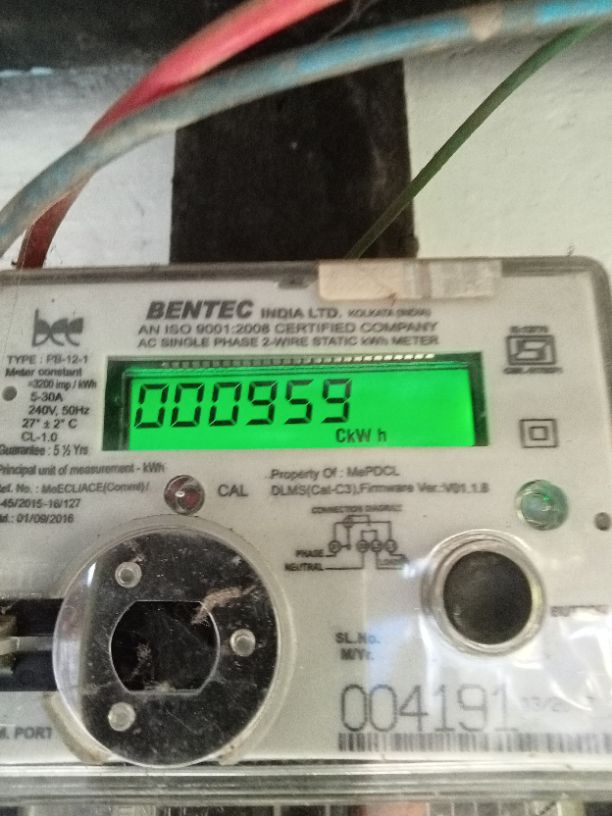 bee
BENTEC INDIA LTD. KOLKATA (INDIA)
AN ISO 9001:2008 CERTIFIED COMPANY
AC SINGLE PHASE 2-WIRE STATIC kWh METER
TYPE : PB-12-1
Meter constant
=3200 imp / kWh
5-30A
240V, 50Hz
27° ± 2° C
CL-1.0
Guarantee : 5 ½ Yrs
000959
CkW h
Principal unit of measurement - kWh
Ref. No. : MeECL/ACE(Comml)/
-45/2015-16/127
01/09/2016
CAL
Property Of : MePDCL
DLMS(Cat-C3),Firmware Ver.:V01.1.8
CONNECTION DIAGRAM
PHASE
NEUTRAL
LOAD
BUTTON
SL.No.
M/Yr.
004191
M. PORT